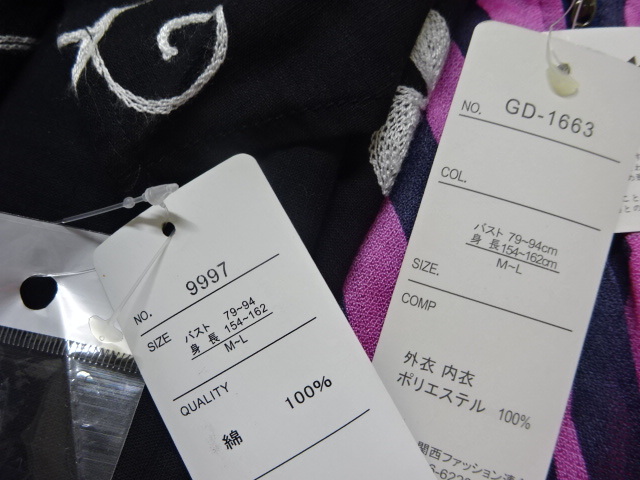 NO. 9997
SIZE バスト 79~94
身長 154~162
M~L
QUALITY
綿 100%
NO. GD-1663
COL.
バスト 79~94cm
身長154~162cm
SIZE. M~L
COMP
外衣 内衣
ポリエステル 100%
関西ファッション